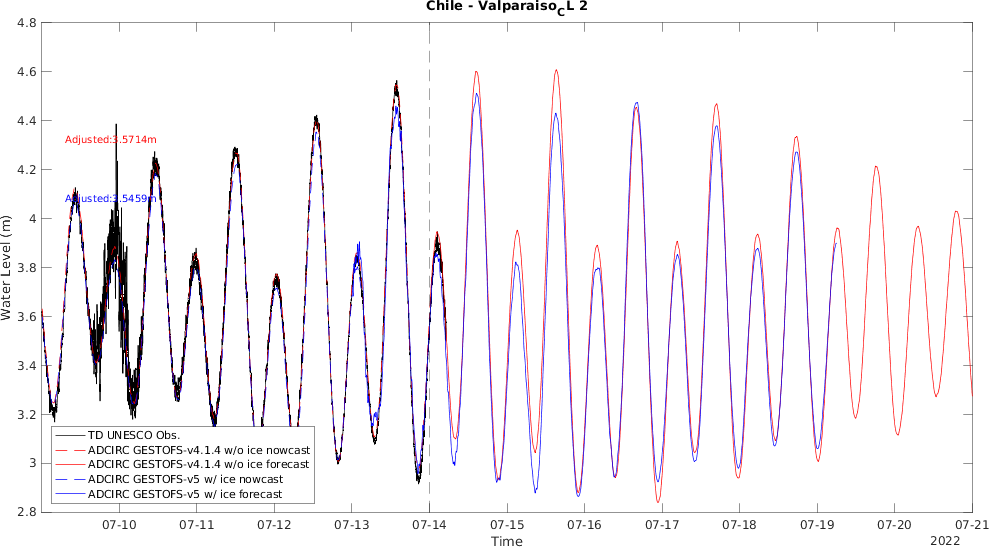 Chile - ValparaisoCL 2
4.8
4.6
4.4
4.2
4
3.8
3.6
3.4
3.2
3
2.8
Water Level (m)
Adjusted:3.5714m
Adjusted:3.5459m
TD UNESCO Obs.
ADCIRC GESTOFS-v4.1.4 w/o ice nowcast
ADCIRC GESTOFS-v4.1.4 w/o ice forecast
ADCIRC GESTOFS-v5 w/ ice nowcast
ADCIRC GESTOFS-v5 w/ ice forecast
07-10 07-11 07-12 07-13 07-14 07-15 07-16 07-17 07-18 07-19 07-20 07-21
Time
2022